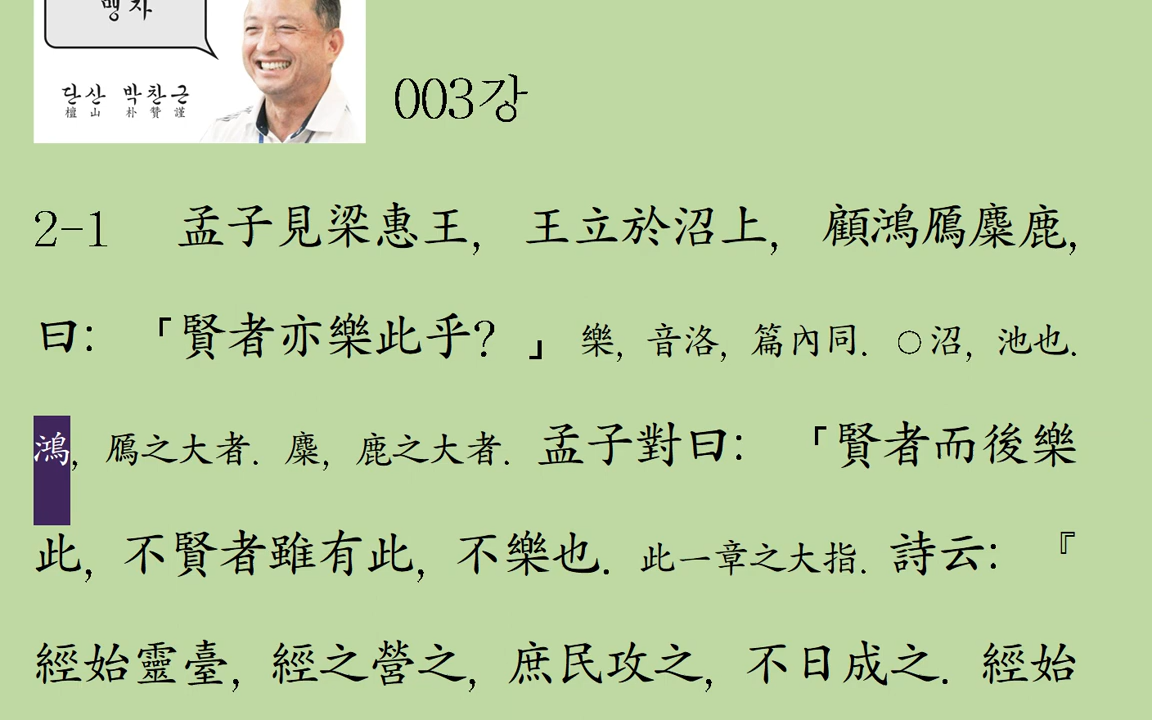 맹자
단산 박찬근
檀山 朴贊謹
003강
2-1 孟子見梁惠王, 王立於沼上, 顧鴻鴈麋鹿,
曰: 「賢者亦樂此乎? 」 樂, 音洛, 篇內同. ○沼, 池也.
鴻, 鴈之大者. 麋, 鹿之大者. 孟子對曰: 「賢者而後樂
此, 不賢者雖有此, 不樂也. 此一章之大指. 詩云: 『
經始靈臺, 經之營之, 庶民攻之, 不日成之. 經始